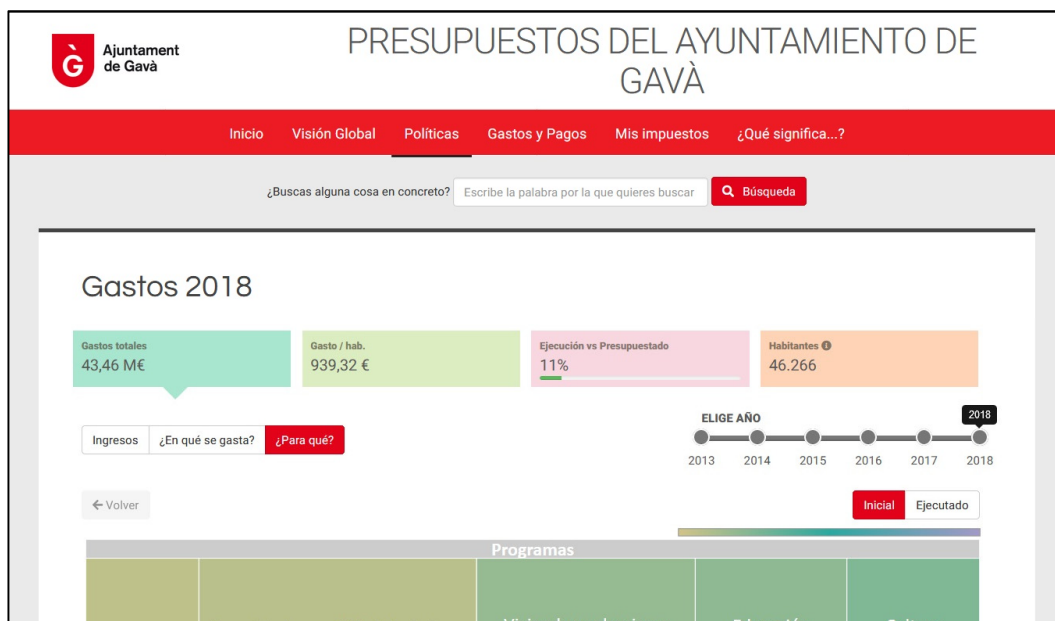 Ajuntament
de Gavà
PRESUPUESTOS DEL AYUNTAMIENTO DE
GAVÀ
Inicio Visión Global Políticas Gastos y Pagos Mis impuestos ¿Qué significa...?
¿Buscas alguna cosa en concreto? Escribe la palabra por la que quieres buscar Búsqueda
Gastos 2018
Gastos totales Gasto / hab. Ejecución vs Presupuestado Habitantes
43,46 M€ 939,32 € 11% 46.266
ELIGE AÑO 2018
Ingresos ¿En qué se gasta? ¿Para qué?
2013 2014 2015 2016 2017 2018
Volver Inicial Ejecutado
Programas